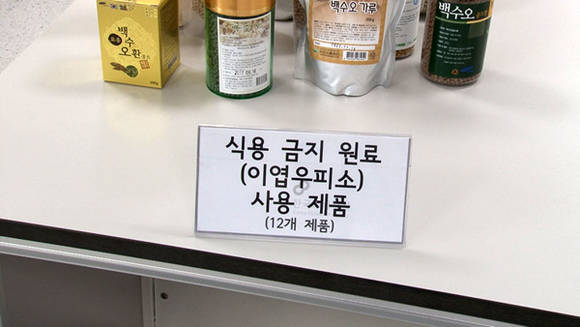 백수오 가루
백수오
백수
오환
식용 금지 원료
(이엽우피소)
사용 제품
(12개 제품)